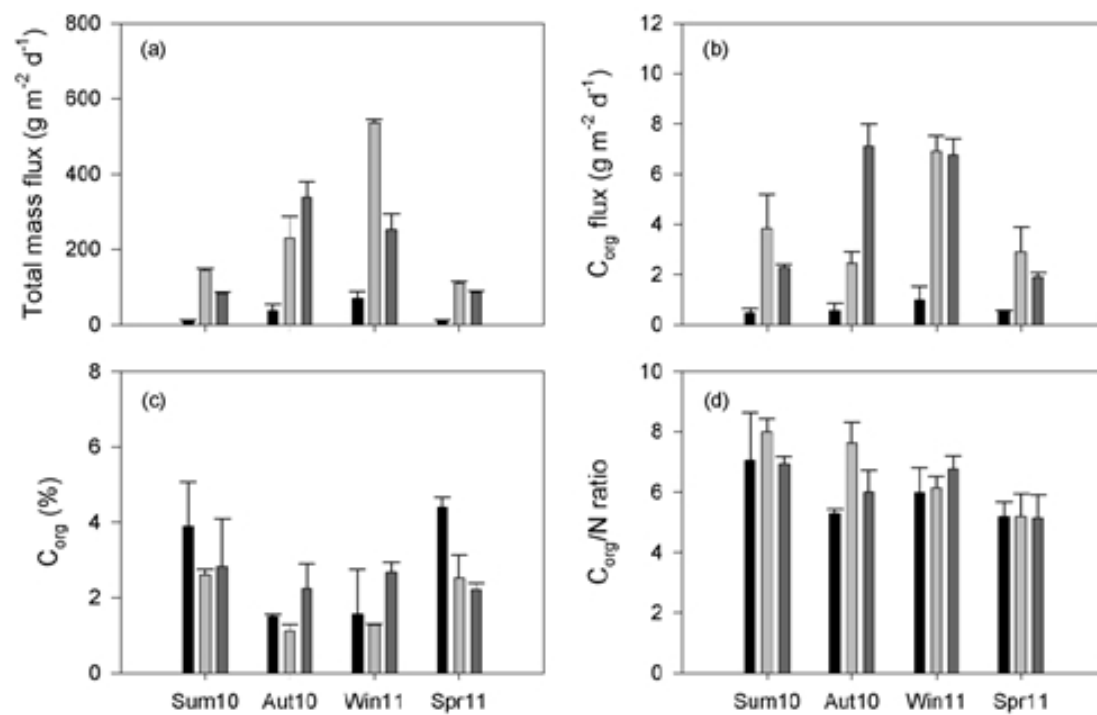 800
600
400
200
0
Total mass flux (g m⁻² d⁻¹)
(a)
12
10
8
6
4
2
0
C_org flux (g m⁻² d⁻¹)
(b)
8
6
4
2
0
C_org (%)
(c)
Sum10 Aut10 Win11 Spr11
10
8
6
4
2
0
C_org/N ratio
(d)
Sum10 Aut10 Win11 Spr11